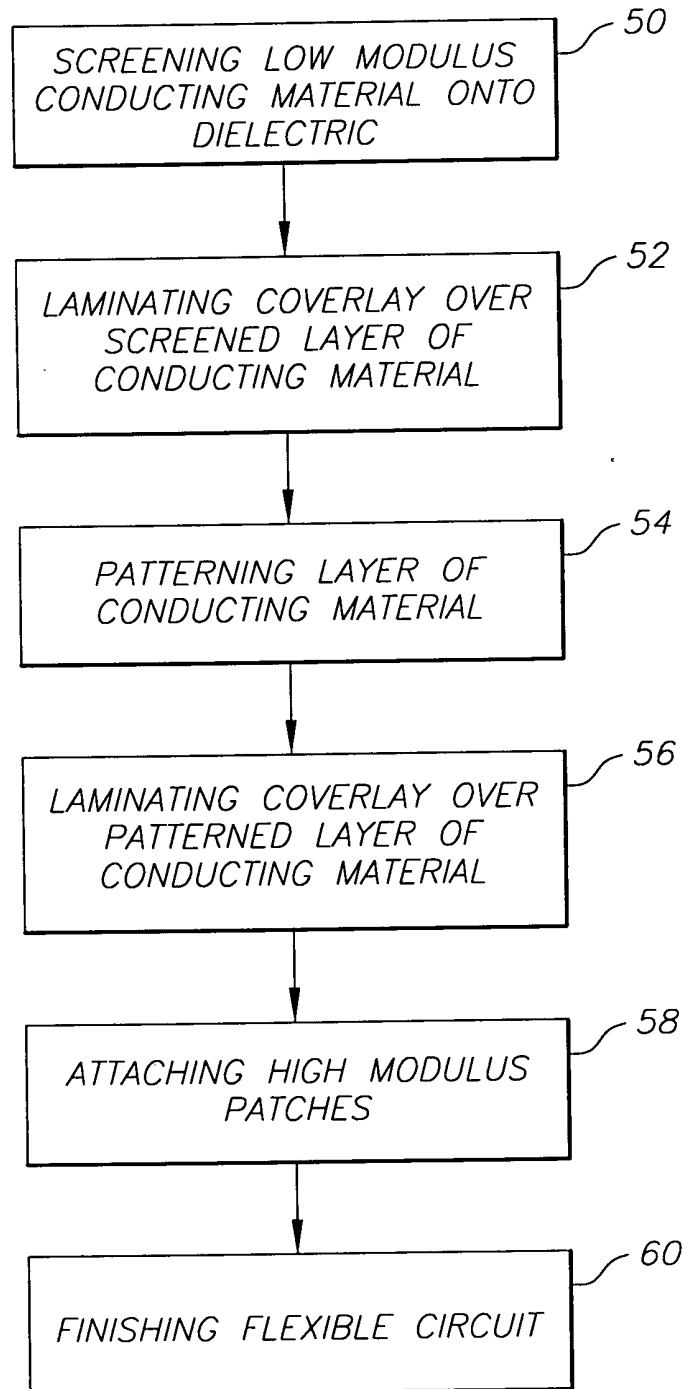 50
SCREENING LOW MODULUS
CONDUCTING MATERIAL ONTO
DIELECTRIC
52
LAMINATING COVERLAY OVER
SCREENED LAYER OF
CONDUCTING MATERIAL
54
PATTERNING LAYER OF
CONDUCTING MATERIAL
56
LAMINATING COVERLAY OVER
PATTERNED LAYER OF
CONDUCTING MATERIAL
58
ATTACHING HIGH MODULUS
PATCHES
60
FINISHING FLEXIBLE CIRCUIT